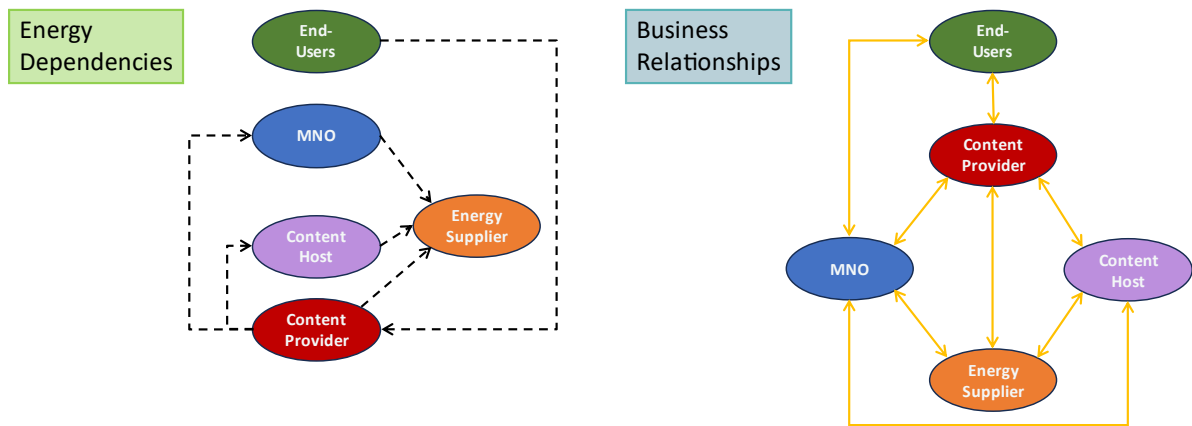 Energy
Dependencies
End-
Users
MNO
Energy
Supplier
Content
Host
Content
Provider
Business
Relationships
End-
Users
Content
Provider
MNO
Content
Host
Energy
Supplier